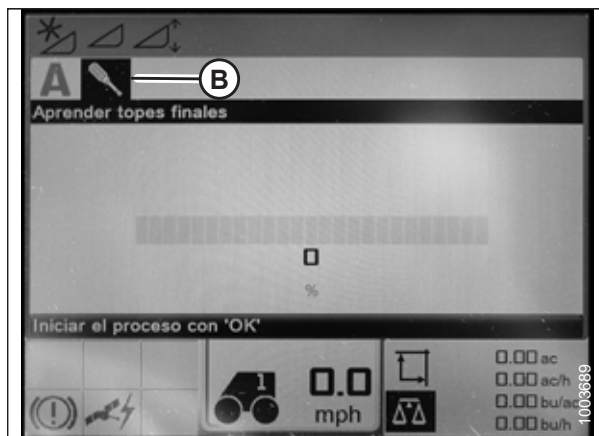 A
B
Aprender topes finales
0
%
Iniciar el proceso con 'OK'
1
0.0
mph
0.00 ac
0.00 ac/h
0.00 bu/ac
0.00 bu/h
1003689